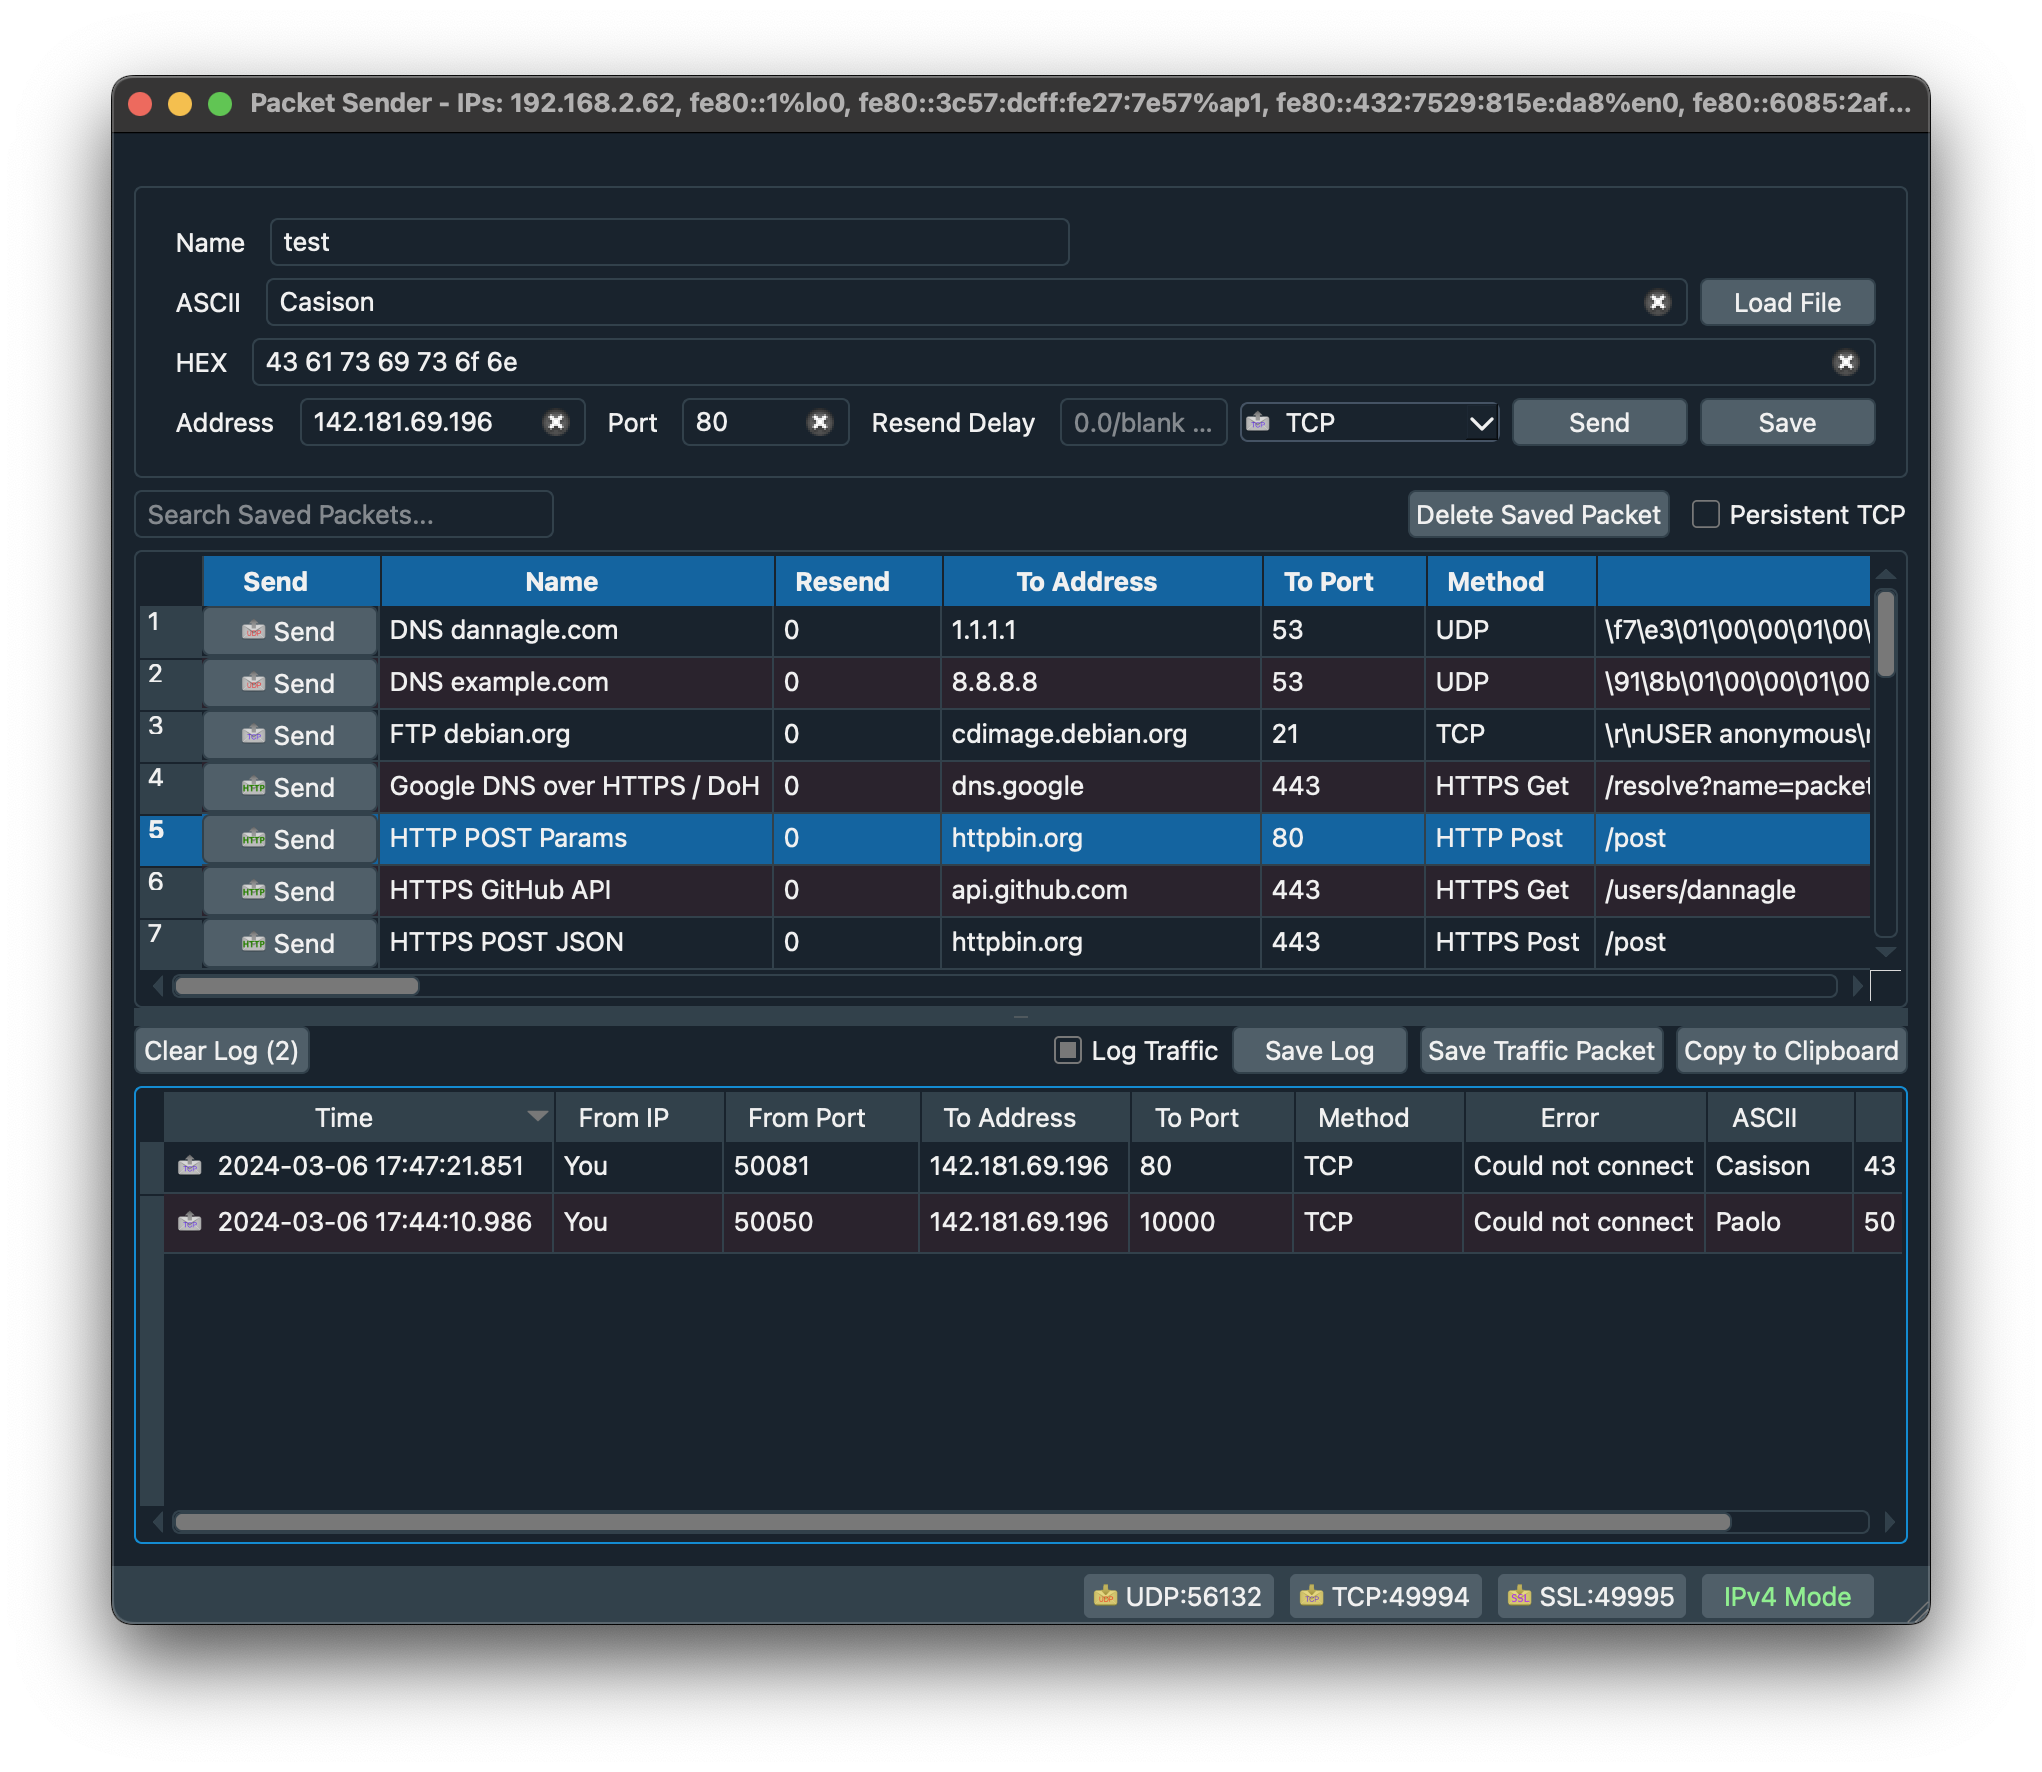 Packet Sender - IPs: 192.168.2.62, fe80::1%lo0, fe80::3c57:dcff:fe27:7e57%ap1, fe80::432:7529:815e:da8%en0, fe80::6085:2af...
Name test
ASCII Casison Load File
HEX 43 61 73 69 73 6f 6e
Address 142.181.69.196 Port 80 Resend Delay 0.0/blank ... TCP Send Save
Search Saved Packets... Delete Saved Packet Persistent TCP
Send Name Resend To Address To Port Method
1 UDP Send DNS dannagle.com 0 1.1.1.1 53 UDP \f7\e3\01\00\00\01\00\
2 UDP Send DNS example.com 0 8.8.8.8 53 UDP \91\8b\01\00\00\01\00
3 TCP Send FTP debian.org 0 cdimage.debian.org 21 TCP \r\nUSER anonymous\r
4 HTTP Send Google DNS over HTTPS / DoH 0 dns.google 443 HTTPS Get /resolve?name=packet
5 HTTP Send HTTP POST Params 0 httpbin.org 80 HTTP Post /post
6 HTTP Send HTTPS GitHub API 0 api.github.com 443 HTTPS Get /users/dannagle
7 HTTP Send HTTPS POST JSON 0 httpbin.org 443 HTTPS Post /post
Clear Log (2) Log Traffic Save Log Save Traffic Packet Copy to Clipboard
Time From IP From Port To Address To Port Method Error ASCII
TCP 2024-03-06 17:47:21.851 You 50081 142.181.69.196 80 TCP Could not connect Casison 43
TCP 2024-03-06 17:44:10.986 You 50050 142.181.69.196 10000 TCP Could not connect Paolo 50
UDP UDP:56132 TCP TCP:49994 SSL SSL:49995 IPv4 Mode